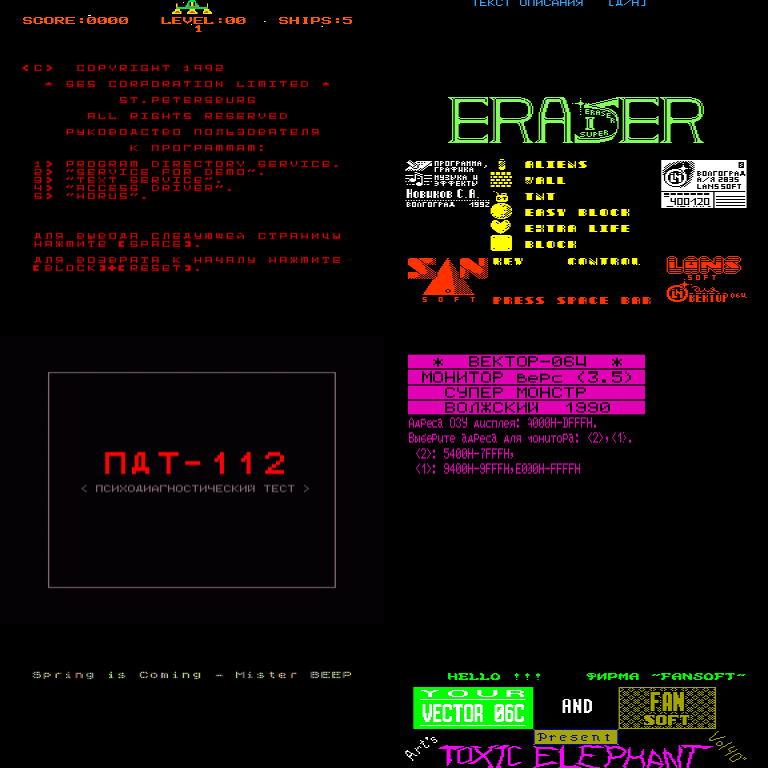 SCORE:0000 LEVEL:00 SHIPS:5
1
<C> COPYRIGHT 1992
* GBS CORPORATION LIMITED *
ST.PETERSBURG
ALL RIGHTS RESERVED
РУКОВОДСТВО ПОЛЬЗОВАТЕЛЯ
К ПРОГРАММАМ:
1> PROGRAM DIRECTORY SERVICE.
2> "SERVICE FOR DEMO".
3> "TEXT SERVICE".
4> "ACCESS DRIVER".
5> "HORUS".
ДЛЯ ВЫВОДА СЛЕДУЮЩЕЙ СТРАНИЦЫ
НАЖМИТЕ [SPACE].
ДЛЯ ВОЗВРАТА К НАЧАЛУ НАЖМИТЕ
[BLOCK]+[RESET].
ТЕКСТ ОПИСАНИЯ [Д/Н]
ERASER
ERASER
II
SUPER
ПРОГРАММА,
ГРАФИКА
МУЗЫКА И
ЭФФЕКТЫ
Новиков С.А.
ВОЛГОГРАД 1992
ALIENS
WALL
TNT
EASY BLOCK
EXTRA LIFE
BLOCK
KEY CONTROL
PRESS SPACE BAR
ВОЛГОГРАД
А/Я 2835
LANSSOFT
400120
SAN
SOFT
LANS
SOFT
Для
ВЕКТОР 06Ц
ПДТ-112
< ПСИХОДИАГНОСТИЧЕСКИЙ ТЕСТ >
* ВЕКТОР-06Ц *
МОНИТОР верс (3.5)
СУПЕР МОНСТР
ВОЛЖСКИЙ 1990
Адреса ОЗУ дисплея: A000H-DFFFH.
Выберите адреса для монитора: <2>,<1>.
<2>: 5400H-7FFFH,
<1>: 9400H-9FFFH,E000H-FFFFH
Spring is Coming - Mister BEEP
HELLO !!! ФИРМА "FANSOFT"
YOUR
VECTOR 06C
AND
FAN
SOFT
Present
Art's
TOXIC ELEPHANT
Vol 40"